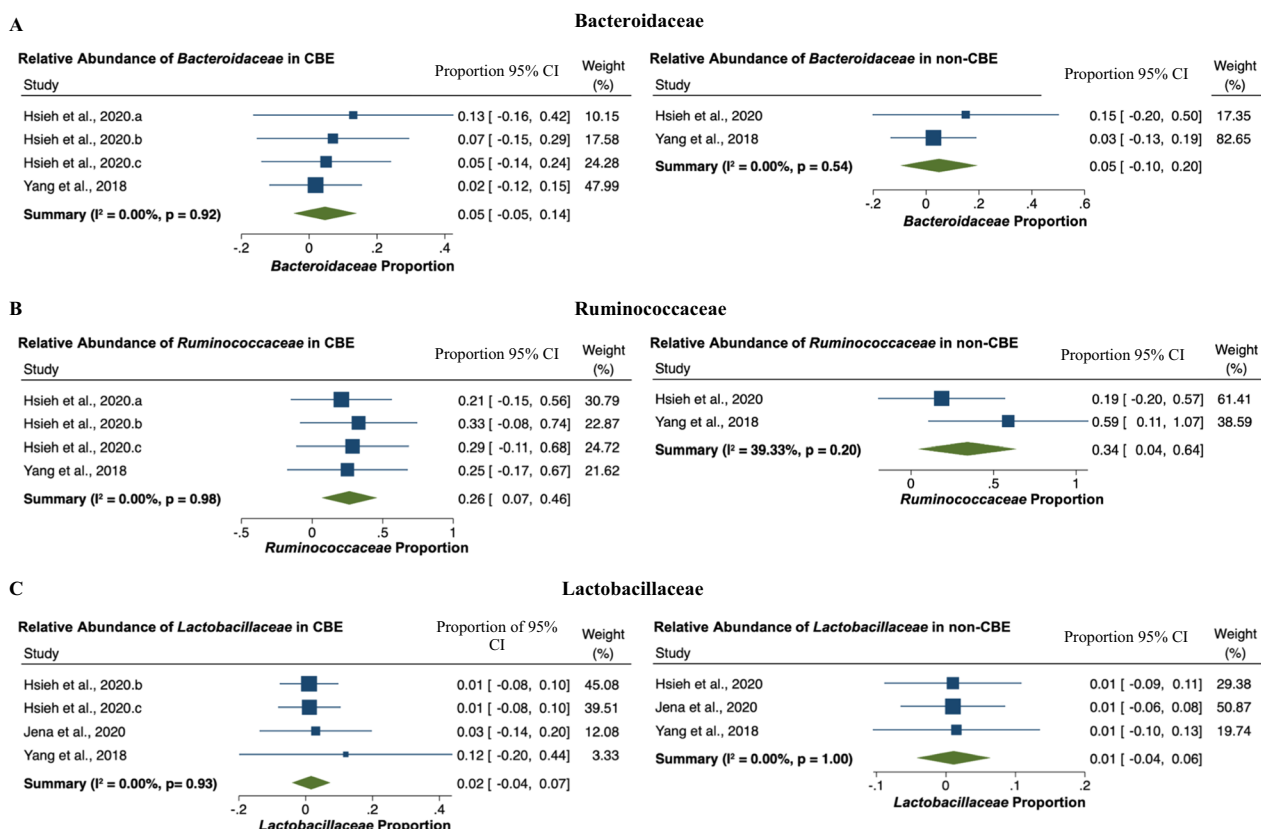 A
Bacteroidaceae
Relative Abundance of Bacteroidaceae in CBE
Proportion 95% CI
Weight
(%)
Study
Hsieh et al., 2020.a 0.13 [ -0.16, 0.42] 10.15
Hsieh et al., 2020.b 0.07 [ -0.15, 0.29] 17.58
Hsieh et al., 2020.c 0.05 [ -0.14, 0.24] 24.28
Yang et al., 2018 0.02 [ -0.12, 0.15] 47.99
Summary (I² = 0.00%, p = 0.92) 0.05 [ -0.05, 0.14]
-.2 0 .2 .4
Bacteroidaceae Proportion
Relative Abundance of Bacteroidaceae in non-CBE
Proportion 95% CI
Weight
(%)
Study
Hsieh et al., 2020 0.15 [ -0.20, 0.50] 17.35
Yang et al., 2018 0.03 [ -0.13, 0.19] 82.65
Summary (I² = 0.00%, p = 0.54) 0.05 [ -0.10, 0.20]
-.2 0 .2 .4 .6
Bacteroidaceae Proportion
B
Ruminococcaceae
Relative Abundance of Ruminococcaceae in CBE
Proportion 95% CI
Weight
(%)
Study
Hsieh et al., 2020.a 0.21 [ -0.15, 0.56] 30.79
Hsieh et al., 2020.b 0.33 [ -0.08, 0.74] 22.87
Hsieh et al., 2020.c 0.29 [ -0.11, 0.68] 24.72
Yang et al., 2018 0.25 [ -0.17, 0.67] 21.62
Summary (I² = 0.00%, p = 0.98) 0.26 [ 0.07, 0.46]
-.5 0 .5 1
Ruminococcaceae Proportion
Relative Abundance of Ruminococcaceae in non-CBE
Proportion 95% CI
Weight
(%)
Study
Hsieh et al., 2020 0.19 [ -0.20, 0.57] 61.41
Yang et al., 2018 0.59 [ 0.11, 1.07] 38.59
Summary (I² = 39.33%, p = 0.20) 0.34 [ 0.04, 0.64]
0 .5 1
Ruminococcaceae Proportion
C
Lactobacillaceae
Relative Abundance of Lactobacillaceae in CBE
Proportion of 95%
CI
Weight
(%)
Study
Hsieh et al., 2020.b 0.01 [ -0.08, 0.10] 45.08
Hsieh et al., 2020.c 0.01 [ -0.08, 0.10] 39.51
Jena et al., 2020 0.03 [ -0.14, 0.20] 12.08
Yang et al., 2018 0.12 [ -0.20, 0.44] 3.33
Summary (I² = 0.00%, p= 0.93) 0.02 [ -0.04, 0.07]
-.2 0 .2 .4
Lactobacillaceae Proportion
Relative Abundance of Lactobacillaceae in non-CBE
Proportion 95% CI
Weight
(%)
Study
Hsieh et al., 2020 0.01 [ -0.09, 0.11] 29.38
Jena et al., 2020 0.01 [ -0.06, 0.08] 50.87
Yang et al., 2018 0.01 [ -0.10, 0.13] 19.74
Summary (I² = 0.00%, p = 1.00) 0.01 [ -0.04, 0.06]
-.1 0 .1 .2
Lactobacillaceae Proportion